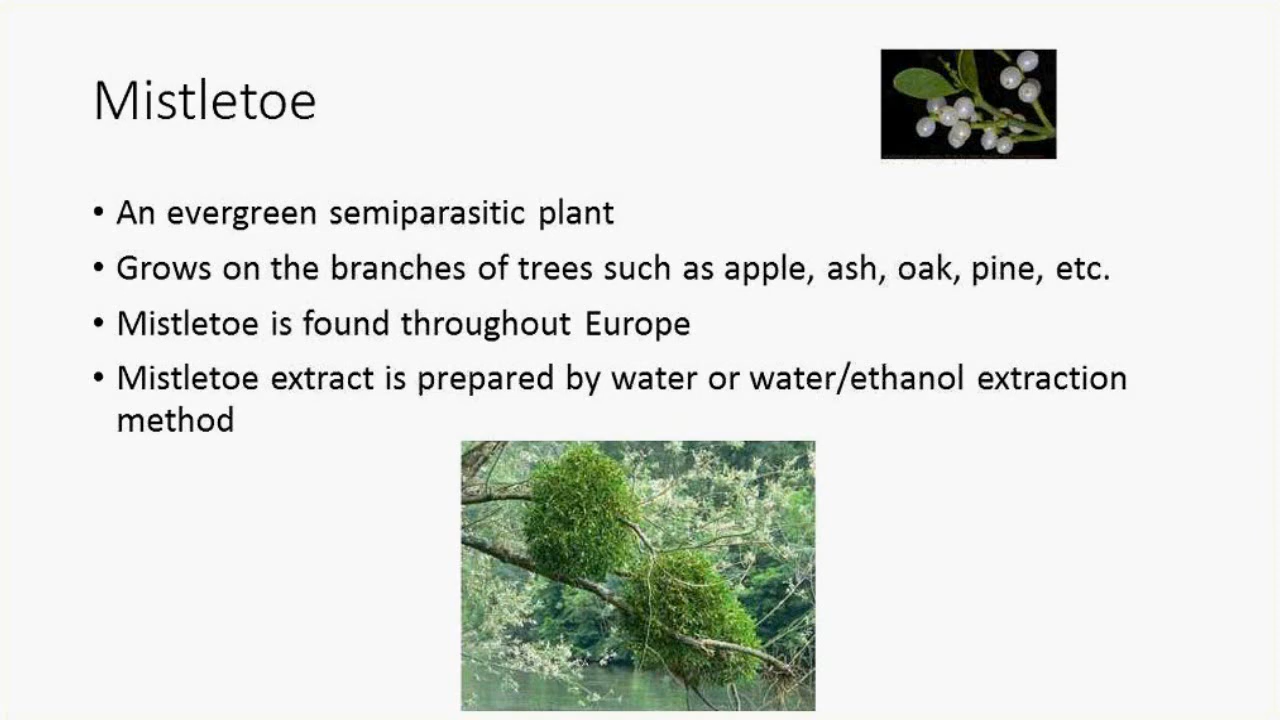 Mistletoe
• An evergreen semiparasitic plant
• Grows on the branches of trees such as apple, ash, oak, pine, etc.
• Mistletoe is found throughout Europe
• Mistletoe extract is prepared by water or water/ethanol extraction
method